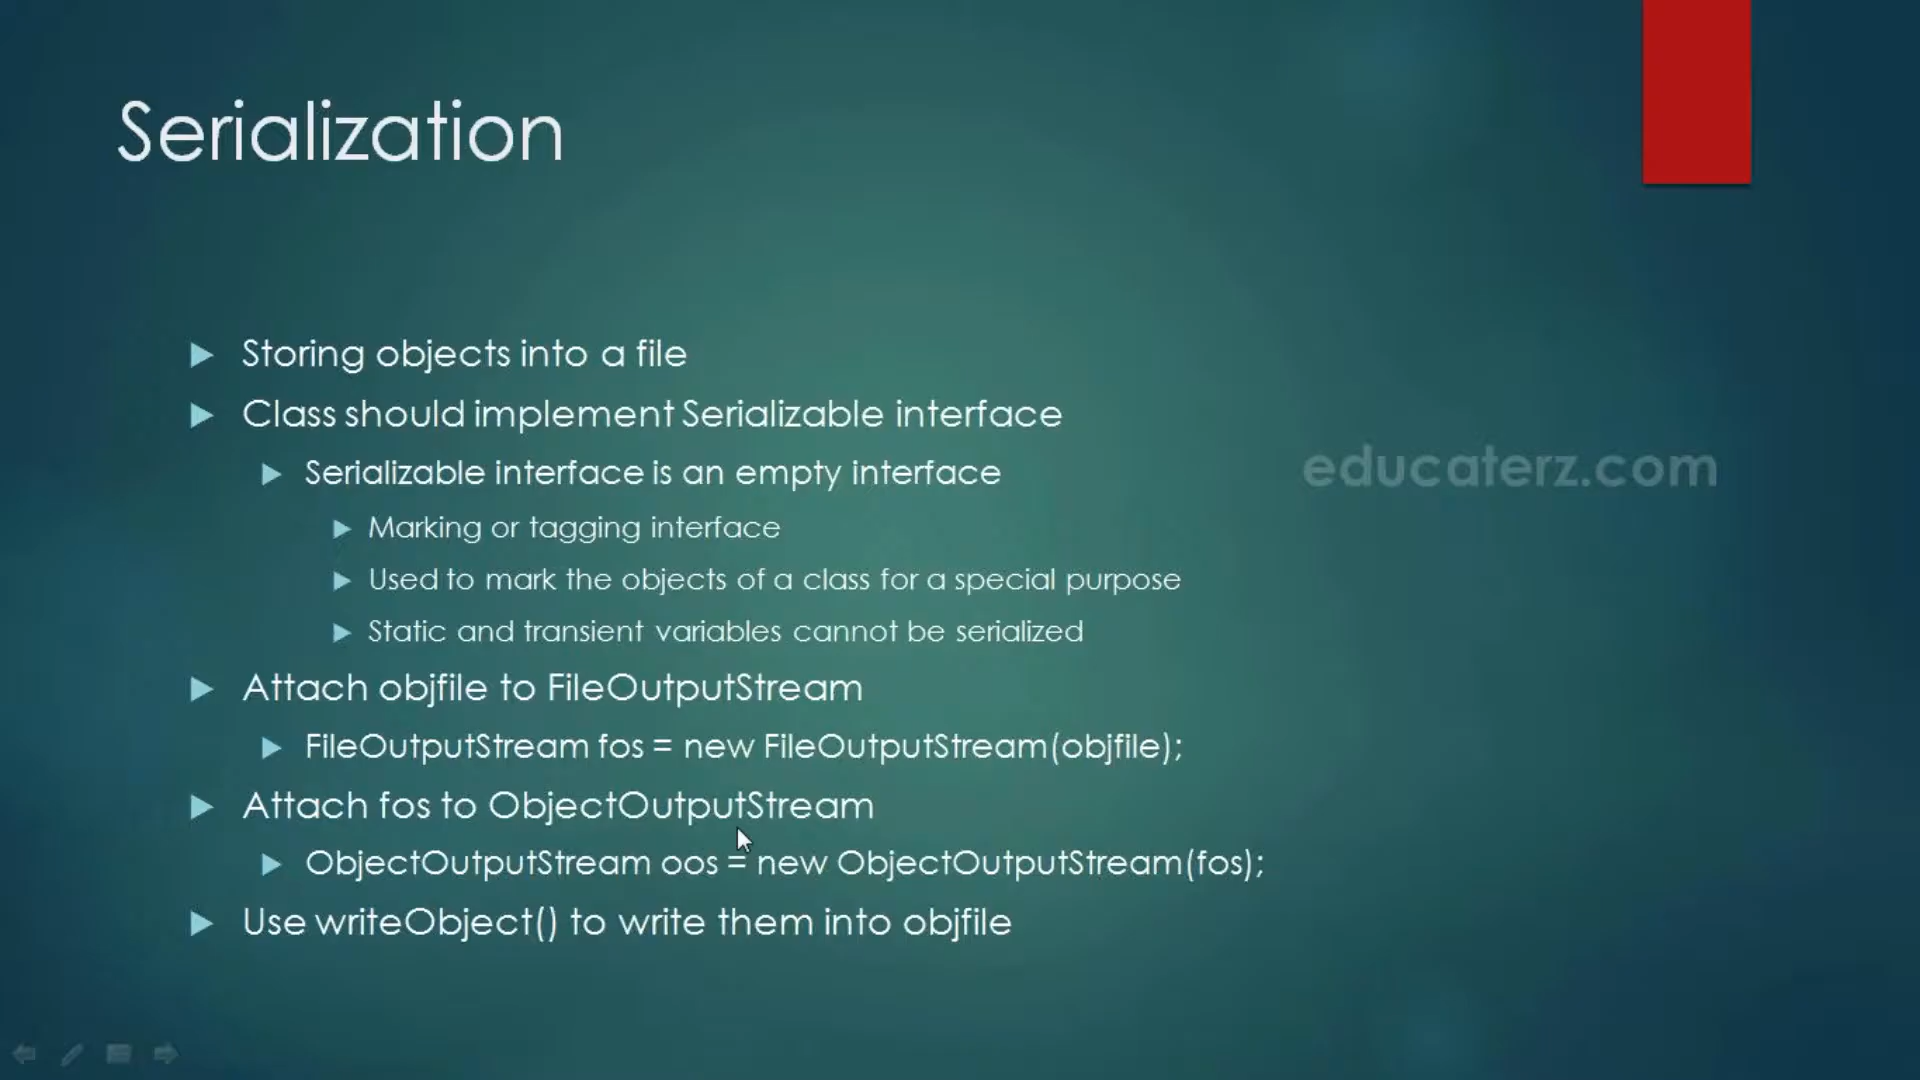 Serialization
Storing objects into a file
Class should implement Serializable interface
Serializable interface is an empty interface
educaterz.com
Marking or tagging interface
Used to mark the objects of a class for a special purpose
Static and transient variables cannot be serialized
Attach objfile to FileOutputStream
FileOutputStream fos = new FileOutputStream(objfile);
Attach fos to ObjectOutputStream
ObjectOutputStream oos = new ObjectOutputStream(fos);
Use writeObject() to write them into objfile